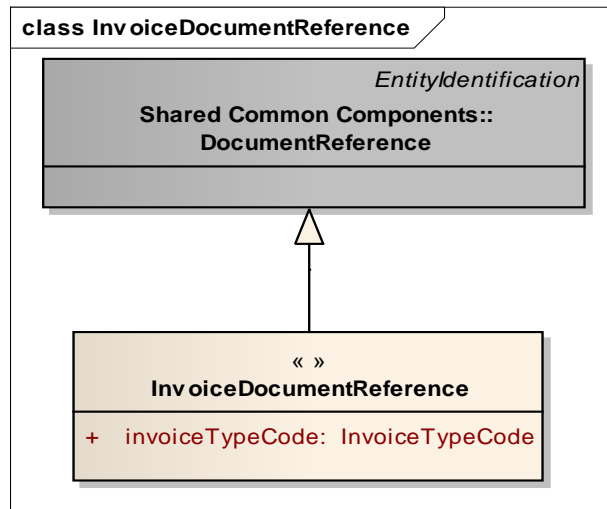 class InvoiceDocumentReference
EntityIdentification
Shared Common Components::
DocumentReference
« »
InvoiceDocumentReference
+ invoiceTypeCode: InvoiceTypeCode